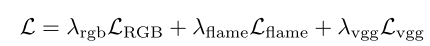 ℒ = λ_rgb ℒ_RGB + λ_flame ℒ_flame + λ_vgg ℒ_vgg